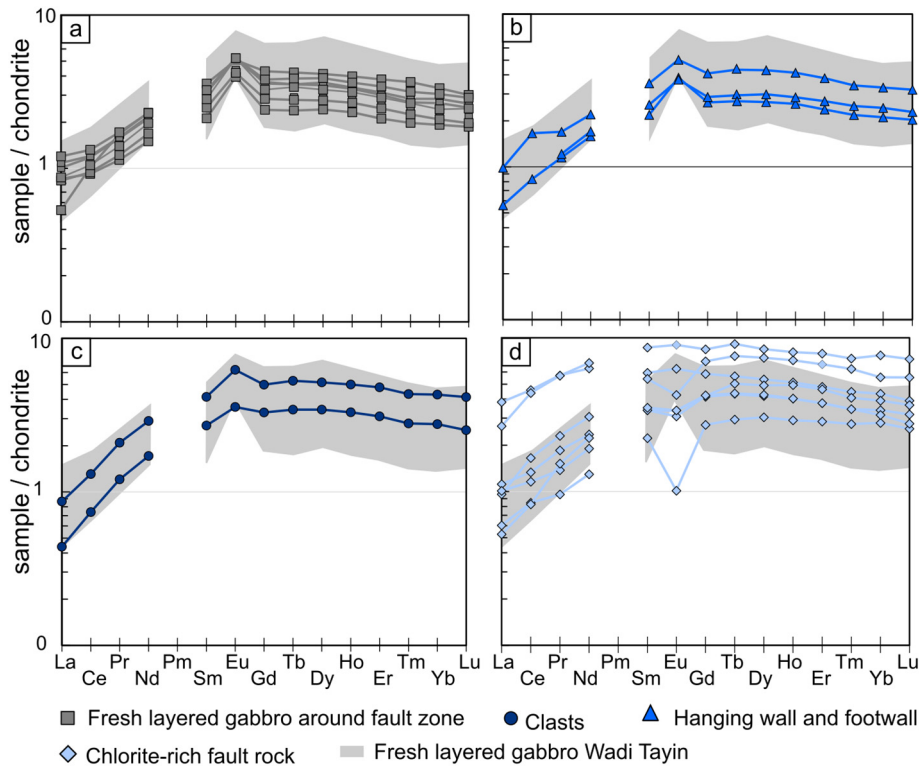 10
a
b
1
sample / chondrite
0
10
c
d
1
sample / chondrite
0
La Ce Pr Nd Pm Sm Eu Gd Tb Dy Ho Er Tm Yb Lu
La Ce Pr Nd Pm Sm Eu Gd Tb Dy Ho Er Tm Yb Lu
Fresh layered gabbro around fault zone Clasts Hanging wall and footwall
Chlorite-rich fault rock Fresh layered gabbro Wadi Tayin